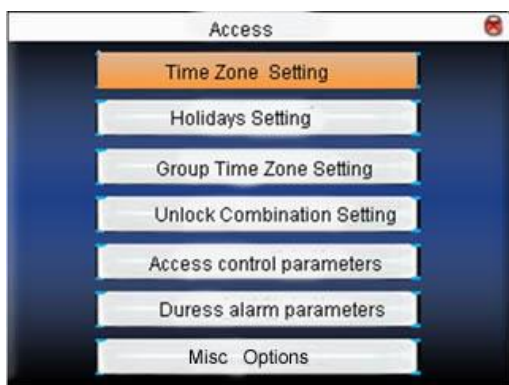 Access
Time Zone Setting
Holidays Setting
Group Time Zone Setting
Unlock Combination Setting
Access control parameters
Duress alarm parameters
Misc Options